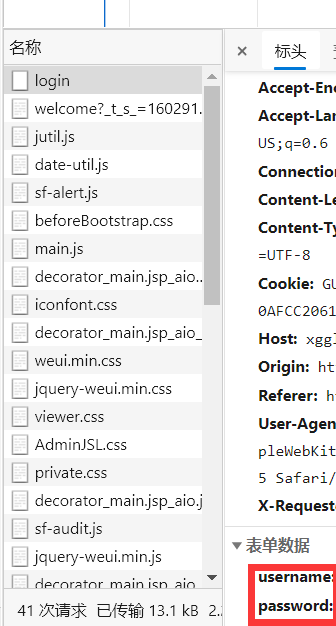 名称
login
welcome?_t_s_=160291.
jutil.js
date-util.js
sf-alert.js
beforeBootstrap.css
main.js
decorator_main.jsp_aio..
iconfont.css
decorator_main.jsp_aio_
weui.min.css
jquery-weui.min.css
viewer.css
AdminJSL.css
private.css
decorator_main.jsp_aio.j
sf-audit.js
jquery-weui.min.js
decorator_main.jsp_aio
41 次请求 已传输 13.1 kB 2.
× 标头
Accept-Enc
Accept-Lan
US;q=0.6
Connection
Content-Le
Content-Ty
=UTF-8
Cookie: GU
0AFCC2061
Host: xggl
Origin: ht
Referer: h
User-Agen
pleWebKit
5 Safari/
X-Requeste
表单数据
username:
password: